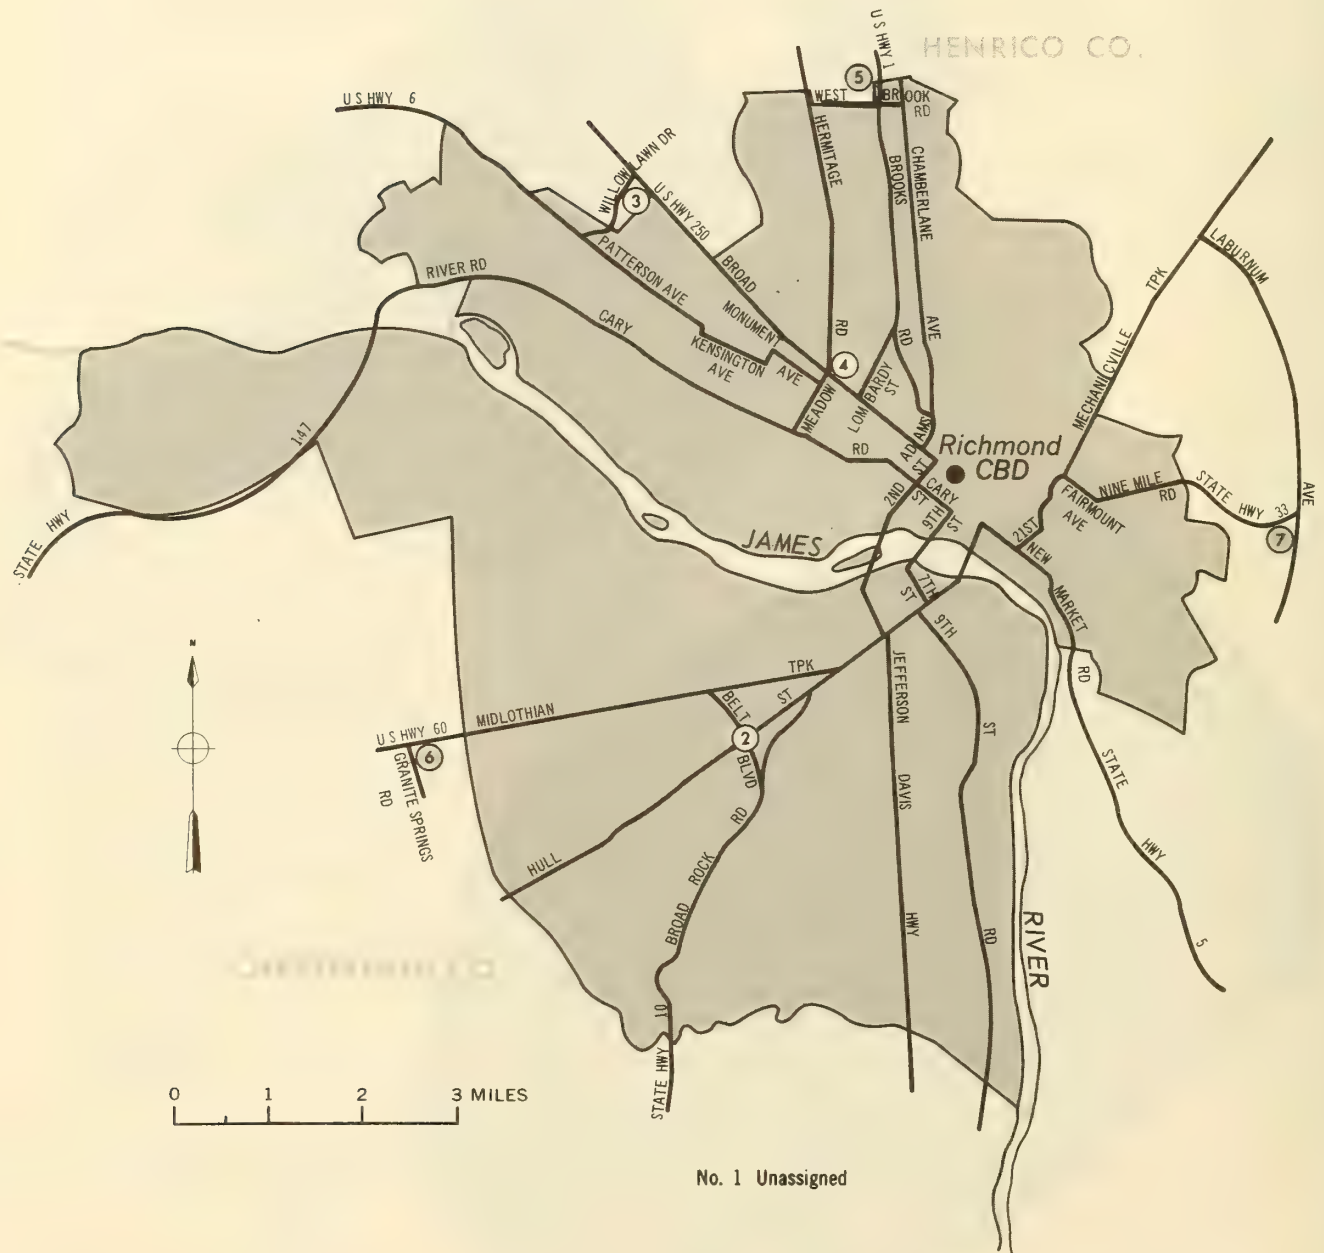 HENRICO CO.
U S HWY 1
5
U S HWY 6
WEST BROOK
RD
HERMITAGE
RD
BROOKS
RD
CHAMBERLANE
AVE
WILLOW LAWN DR
3
U S HWY 250
BROAD
PATTERSON AVE
MONUMENT
AVE
KENSINGTON
AVE
RIVER RD
CARY
RD
4
MEADOW
LOMBARDY
ST
ADAMS
ST
Richmond
CBD
LABURNUM
AVE
MECHANICVILLE
TPK
NINE MILE
RD
STATE
HWY 33
7
FAIRMOUNT
AVE
21ST
NEW
MARKET
RD
STATE
HWY
5
2ND
ST
CARY
9TH
ST
7TH
ST
9TH
ST
RD
147
STATE HWY
JAMES
RIVER
N
MIDLOTHIAN
TPK
U S HWY 60
6
GRANITE SPRINGS
RD
BELT
BLVD
2
HULL
ST
BROAD ROCK
RD
STATE HWY 10
JEFFERSON
DAVIS
HWY
0 1 2 3 MILES
No. 1 Unassigned